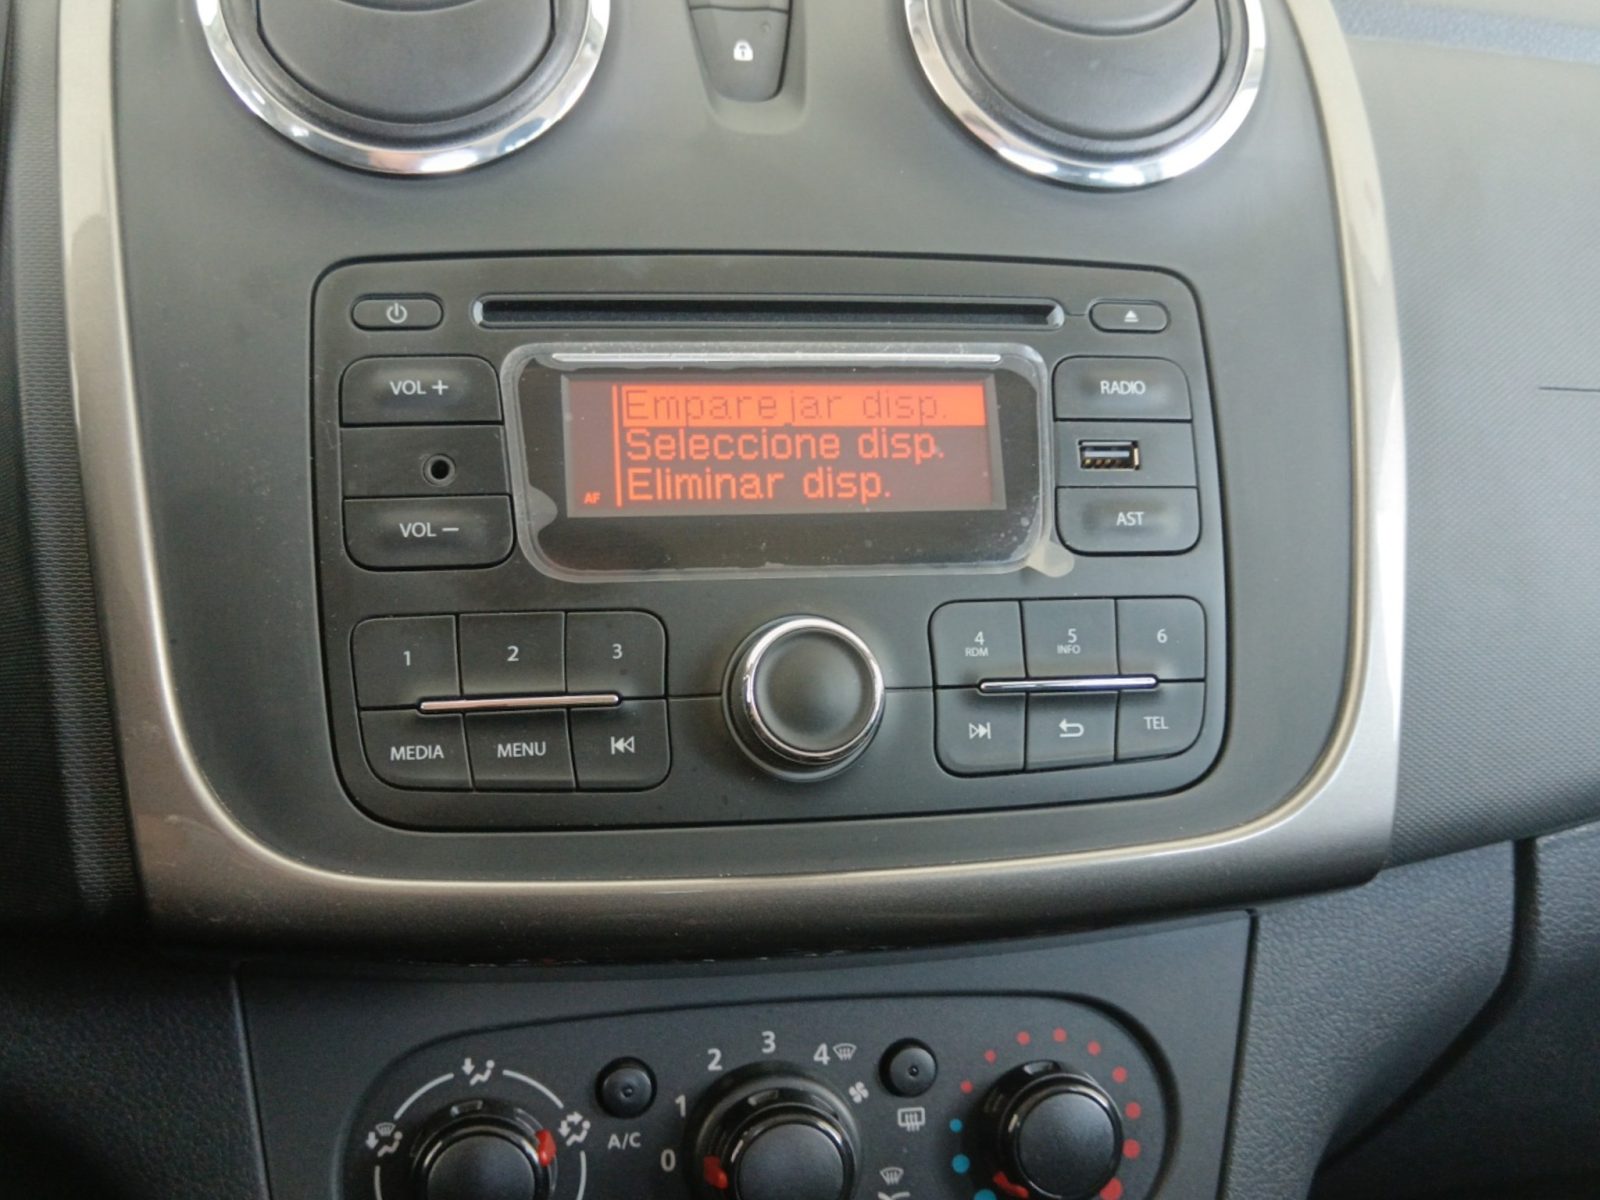 VOL +
RADIO
Emparejar disp.
Seleccione disp.
Eliminar disp.
AF
VOL −
AST
1
2
3
4
RDM
5
INFO
6
MEDIA
MENU
TEL
0
1
2
3
4
A/C